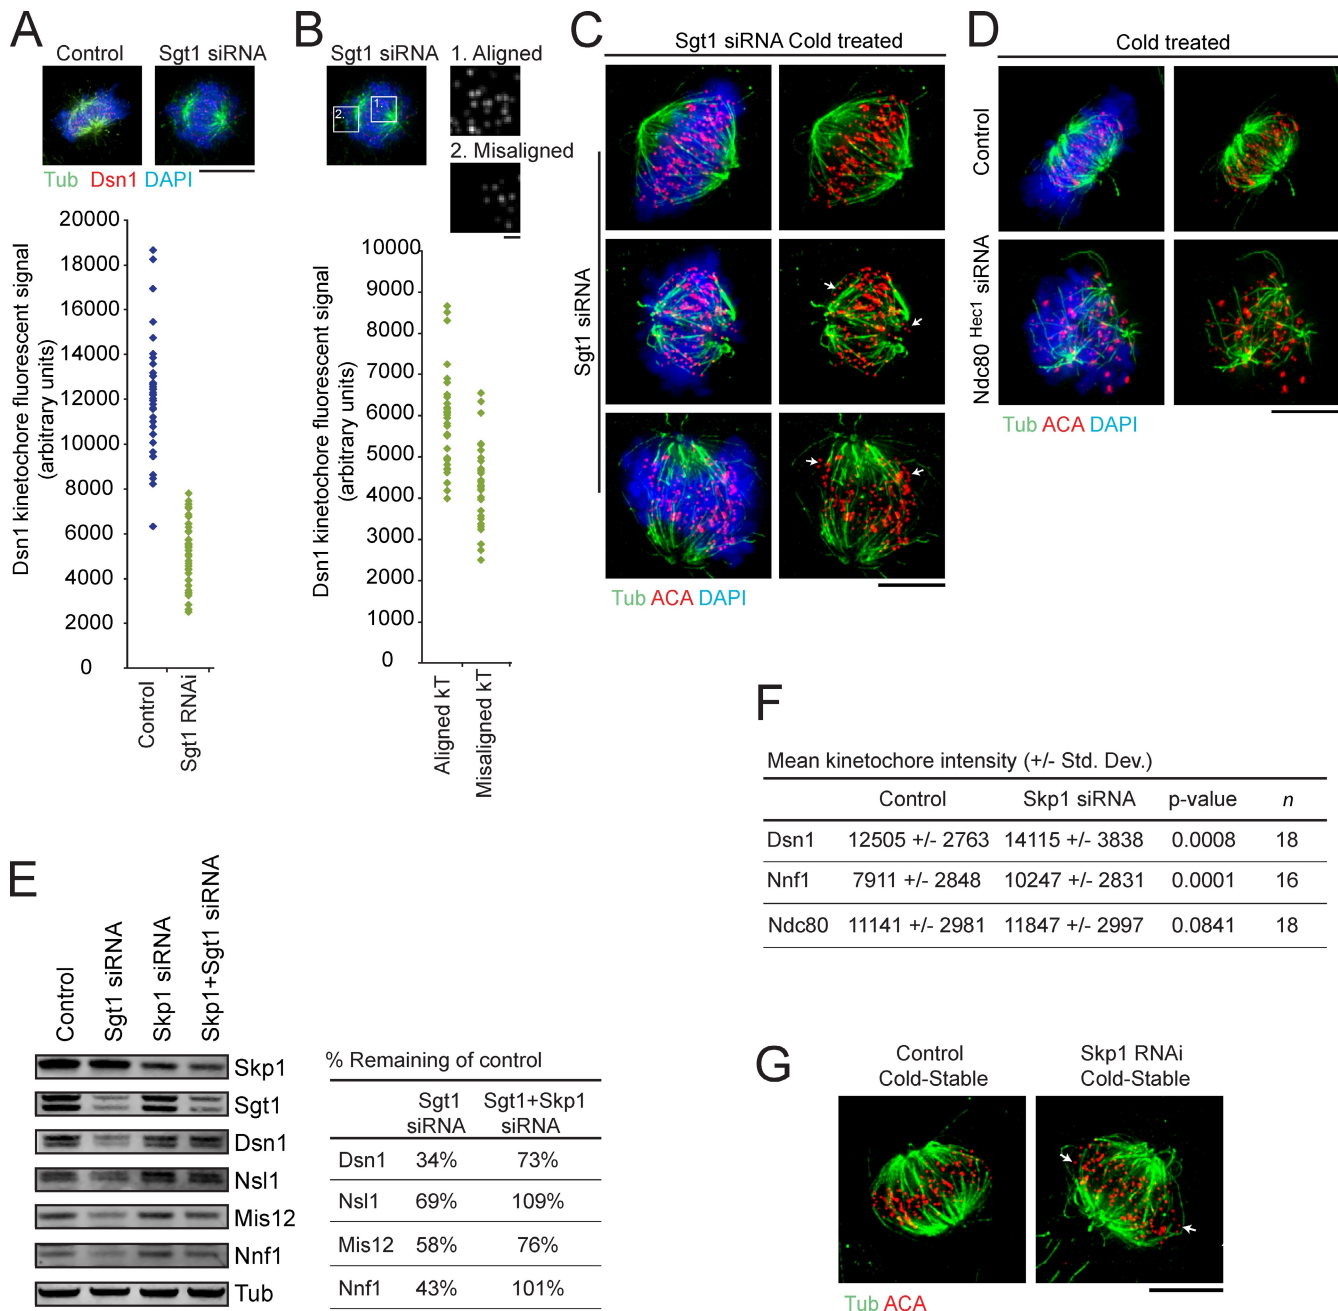 A
Control
Sgt1 siRNA
Tub Dsn1 DAPI
Dsn1 kinetochore fluorescent signal
(arbitrary units)
20000
18000
16000
14000
12000
10000
8000
6000
4000
2000
0
Control
Sgt1 RNAi
B
Sgt1 siRNA
1. Aligned
2. Misaligned
1.
2.
Dsn1 kinetochore fluorescent signal
(arbitrary units)
10000
9000
8000
7000
6000
5000
4000
3000
2000
1000
0
Aligned kT
Misaligned kT
C
Sgt1 siRNA Cold treated
Sgt1 siRNA
Tub ACA DAPI
D
Cold treated
Control
Ndc80 Hec1 siRNA
Tub ACA DAPI
E
Control
Sgt1 siRNA
Skp1 siRNA
Skp1+Sgt1 siRNA
Skp1
Sgt1
Dsn1
Nsl1
Mis12
Nnf1
Tub
% Remaining of control
Sgt1 siRNA Sgt1+Skp1 siRNA
Dsn1 34% 73%
Nsl1 69% 109%
Mis12 58% 76%
Nnf1 43% 101%
F
Mean kinetochore intensity (+/- Std. Dev.)
Control Skp1 siRNA p-value n
Dsn1 12505 +/- 2763 14115 +/- 3838 0.0008 18
Nnf1 7911 +/- 2848 10247 +/- 2831 0.0001 16
Ndc80 11141 +/- 2981 11847 +/- 2997 0.0841 18
G
Control
Cold-Stable
Skp1 RNAi
Cold-Stable
Tub ACA